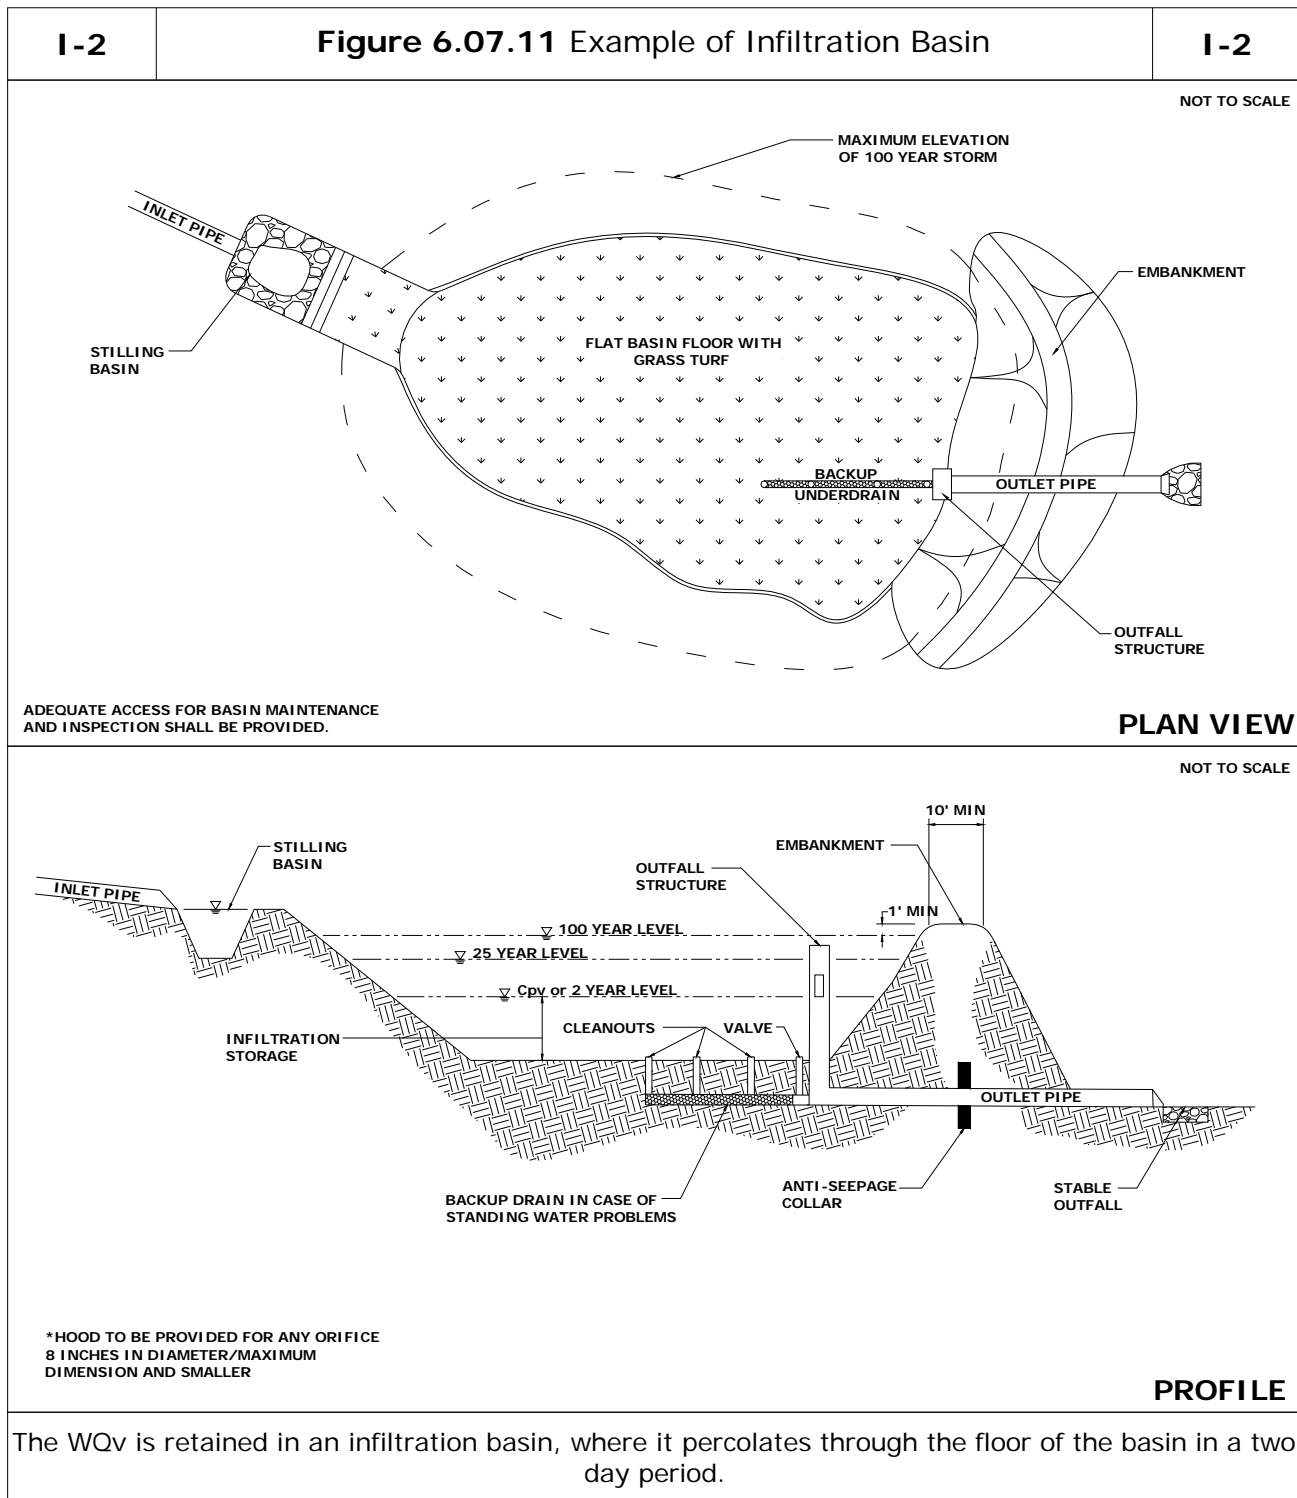 I-2
Figure 6.07.11 Example of Infiltration Basin
I-2
NOT TO SCALE
MAXIMUM ELEVATION
OF 100 YEAR STORM
INLET PIPE
EMBANKMENT
STILLING
BASIN
FLAT BASIN FLOOR WITH
GRASS TURF
BACKUP
UNDERDRAIN
OUTLET PIPE
OUTFALL
STRUCTURE
ADEQUATE ACCESS FOR BASIN MAINTENANCE
AND INSPECTION SHALL BE PROVIDED.
PLAN VIEW
NOT TO SCALE
10' MIN
STILLING
BASIN
EMBANKMENT
OUTFALL
STRUCTURE
INLET PIPE
1' MIN
100 YEAR LEVEL
25 YEAR LEVEL
Cpv or 2 YEAR LEVEL
INFILTRATION
STORAGE
CLEANOUTS
VALVE
OUTLET PIPE
BACKUP DRAIN IN CASE OF
STANDING WATER PROBLEMS
ANTI-SEEPAGE
COLLAR
STABLE
OUTFALL
*HOOD TO BE PROVIDED FOR ANY ORIFICE
8 INCHES IN DIAMETER/MAXIMUM
DIMENSION AND SMALLER
PROFILE
The WQv is retained in an infiltration basin, where it percolates through the floor of the basin in a two
day period.